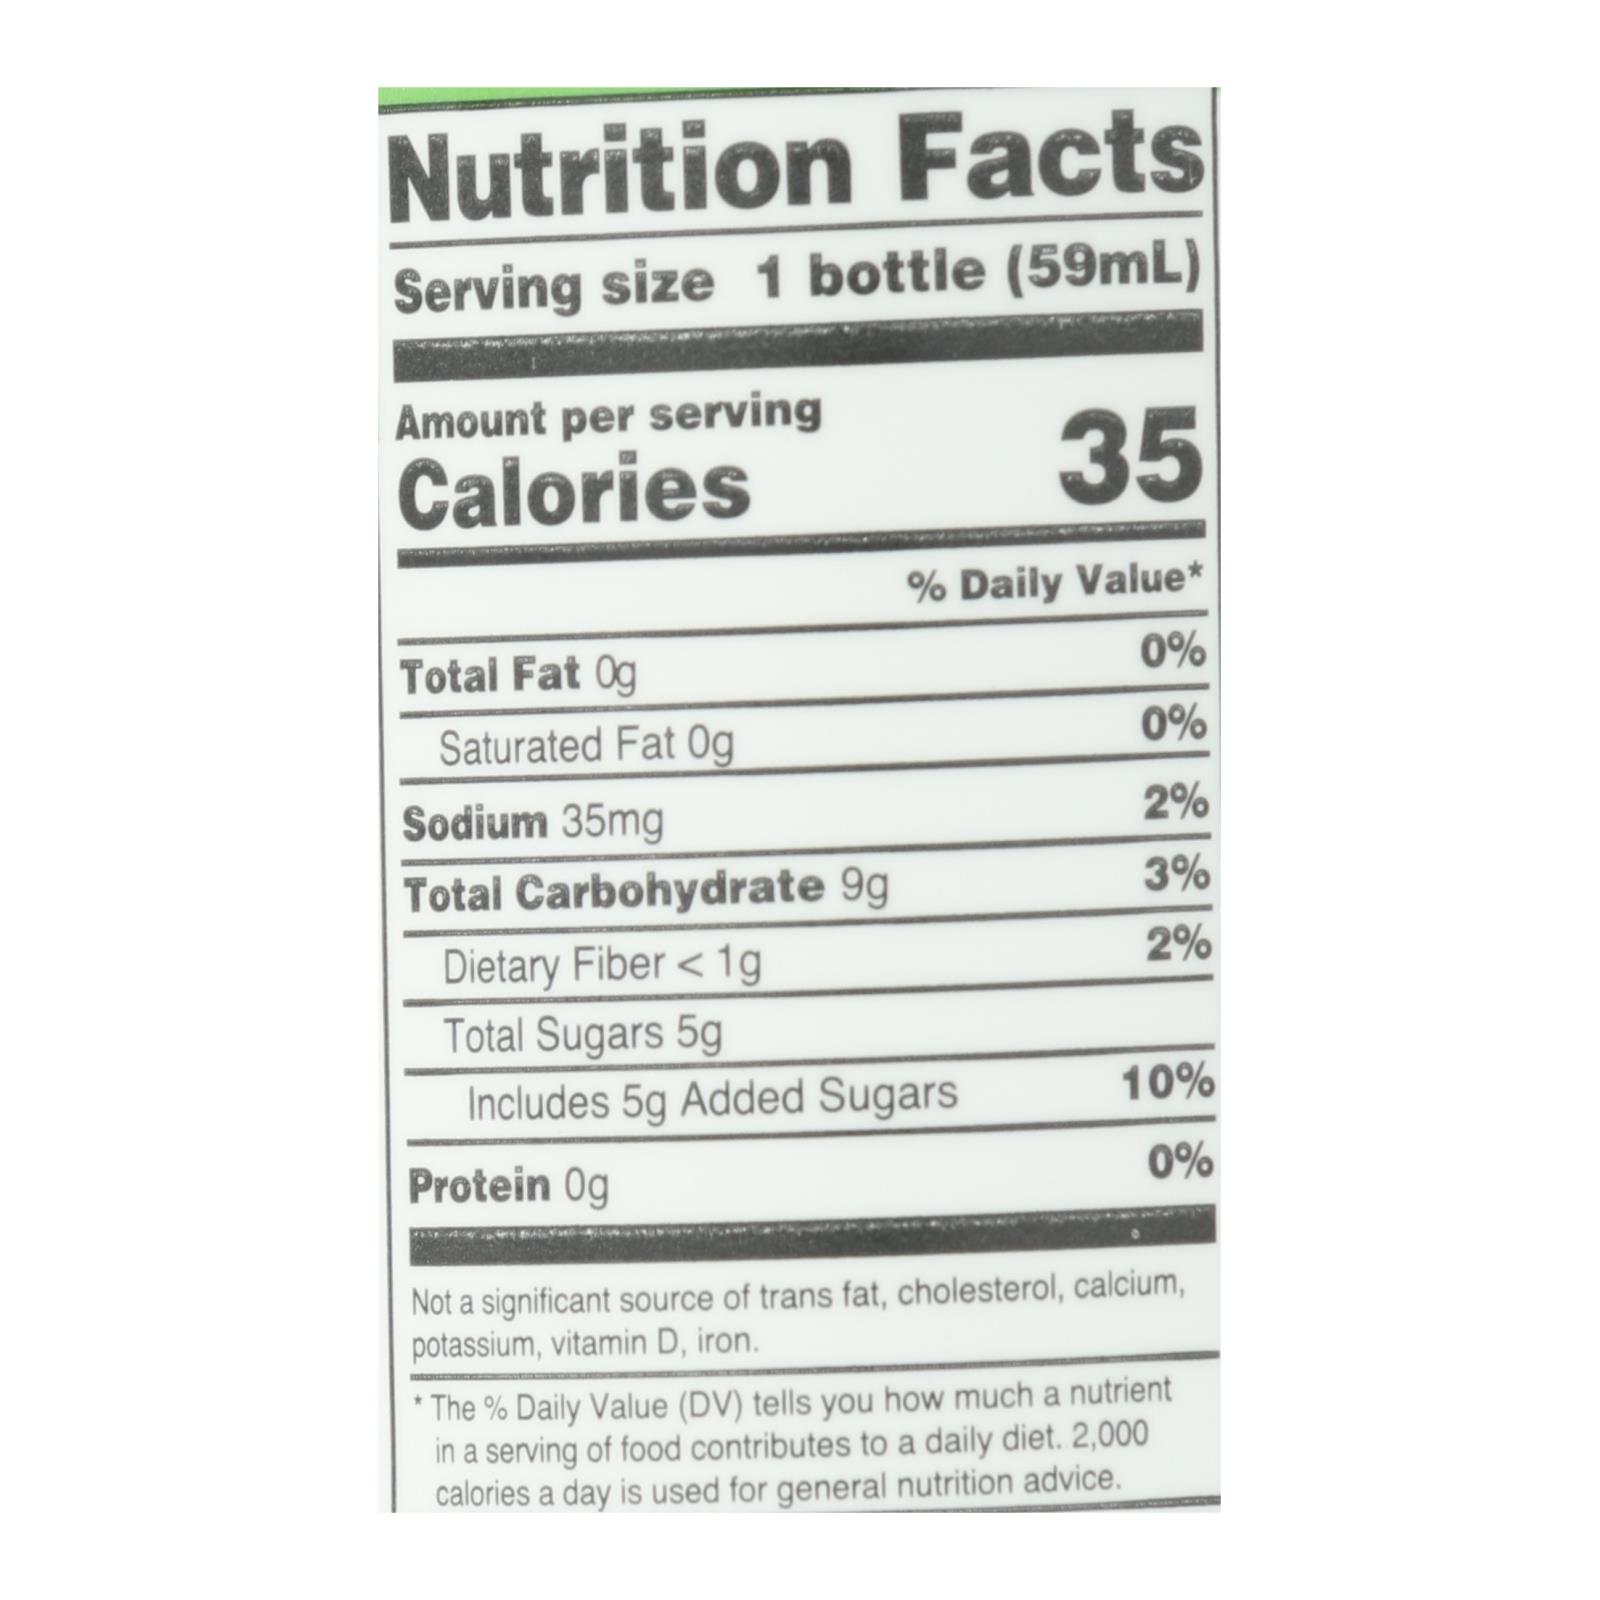 Nutrition Facts
Serving size 1 bottle (59mL)
Amount per serving
Calories 35
% Daily Value*
Total Fat 0g 0%
Saturated Fat 0g 0%
Sodium 35mg 2%
Total Carbohydrate 9g 3%
Dietary Fiber < 1g 2%
Total Sugars 5g
Includes 5g Added Sugars 10%
Protein 0g 0%
Not a significant source of trans fat, cholesterol, calcium,
potassium, vitamin D, iron.
* The % Daily Value (DV) tells you how much a nutrient
in a serving of food contributes to a daily diet. 2,000
calories a day is used for general nutrition advice.